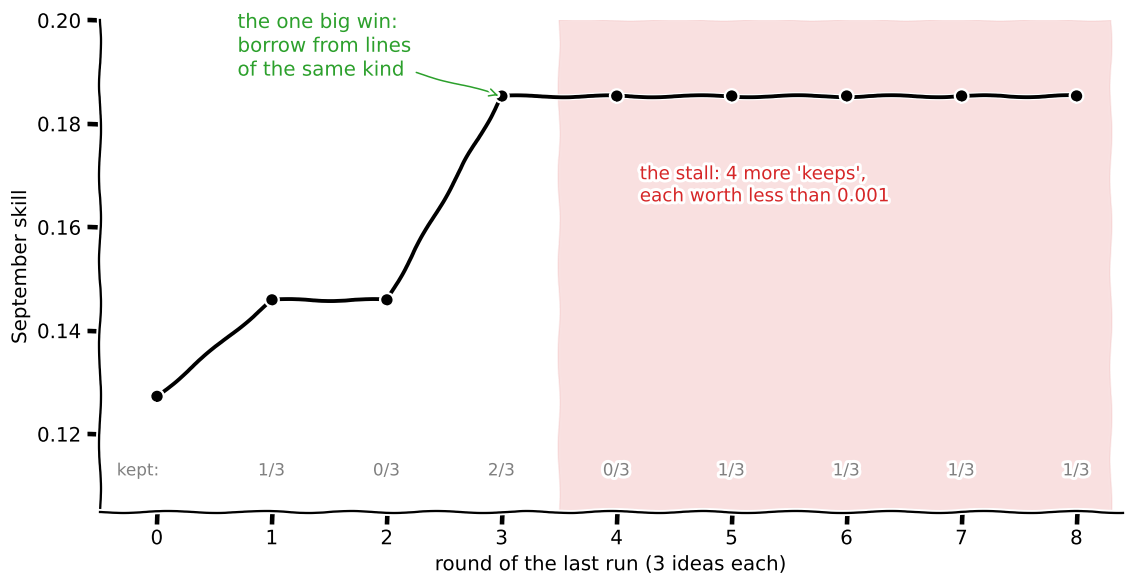 0.20
the one big win:
borrow from lines
of the same kind
0.18
the stall: 4 more 'keeps',
each worth less than 0.001
0.16
September skill
0.14
0.12
kept: 1/3 0/3 2/3 0/3 1/3 1/3 1/3 1/3
0 1 2 3 4 5 6 7 8
round of the last run (3 ideas each)